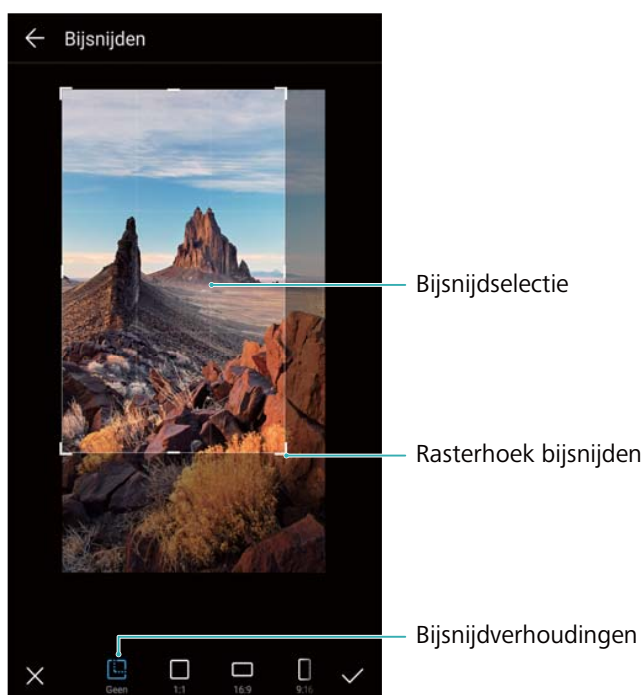 Bijsnijden
Bijsnijdselectie
Rasterhoek bijsnijden
Bijsnijdverhoudingen
Geen
1:1
16:9
9:16